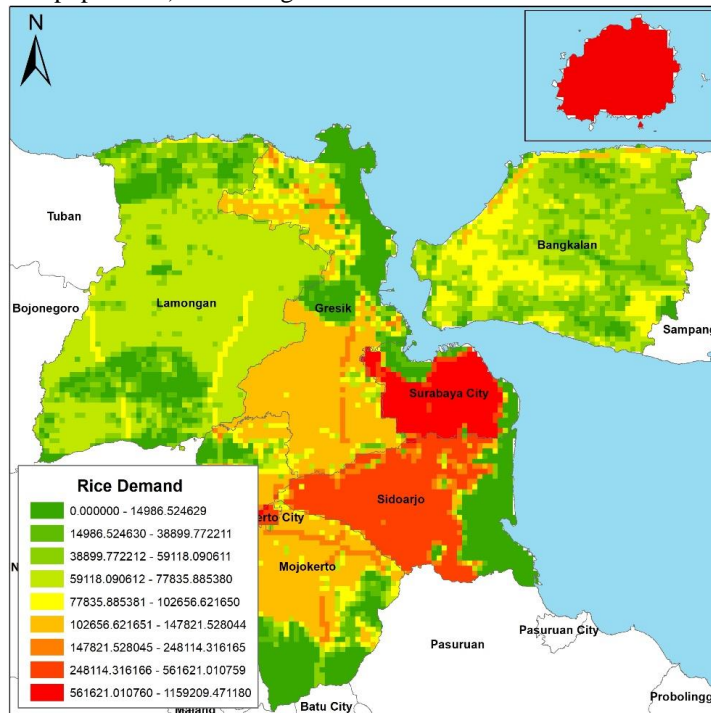 N
Tuban
Bangkalan
Lamongan
Gresik
Bojonegoro
Sampang
Surabaya City
Sidoarjo
erto City
Mojokerto
Pasuruan
Pasuruan City
Batu City
Probolingg
Rice Demand
0.000000 - 14986.524629
14986.524630 - 38899.772211
38899.772212 - 59118.090611
59118.090612 - 77835.885380
77835.885381 - 102656.621650
102656.621651 - 147821.528044
147821.528045 - 248114.316165
248114.316166 - 561621.010759
561621.010760 - 1159209.471180